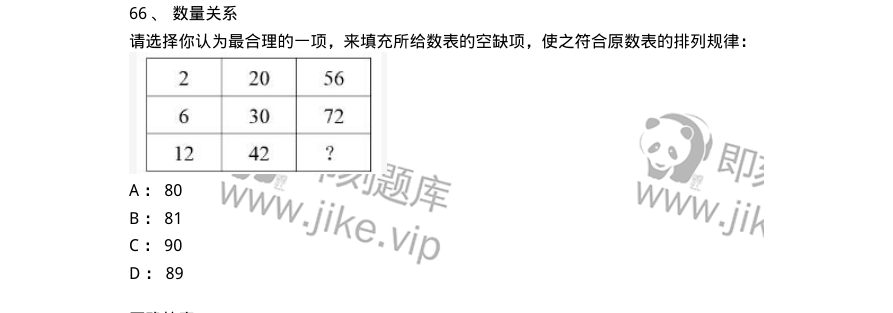 66 、 数量关系
请选择你认为最合理的一项，来填充所给数表的空缺项，使之符合原数表的排列规律：
2 20 56
6 30 72
12 42 ？
A： 80
B： 81
C： 90
D： 89
即刻题库
www.jike.vip